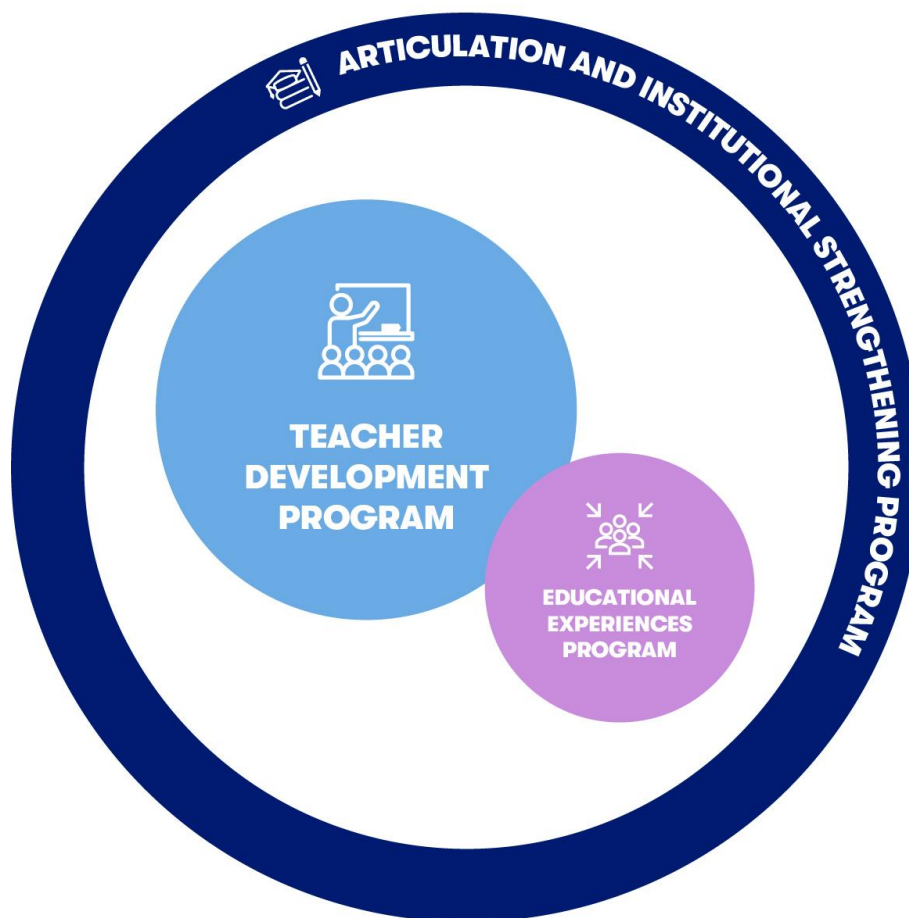 ARTICULATION AND INSTITUTIONAL STRENGTHENING PROGRAM
TEACHER
DEVELOPMENT
PROGRAM
EDUCATIONAL
EXPERIENCES
PROGRAM